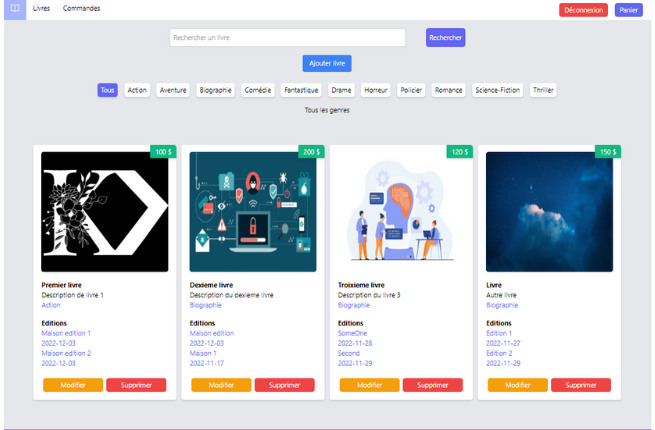 Livres Commandes Déconnexion Panier
Rechercher un livre Rechercher
Ajouter livre
Tous Action Aventure Biographie Comédie Fantastique Drame Horreur Policier Romance Science-Fiction Thriller
Tous les genres
100 $
Premier livre
Description de livre 1
Action
Editions
Maison edition 1
2022-12-03
Maison edition 2
2022-12-03
Modifier Supprimer
200 $
Dexieme livre
Description du dexieme livre
Biographie
Editions
Maison edition
2022-12-03
Maison 1
2022-11-17
Modifier Supprimer
120 $
Troixieme livre
Description du livre 3
Biographie
Editions
SomeOne
2022-11-28
Second
2022-11-29
Modifier Supprimer
150 $
Livre
Autre livre
Biographie
Editions
Edition 1
2022-11-27
Edition 2
2022-11-29
Modifier Supprimer